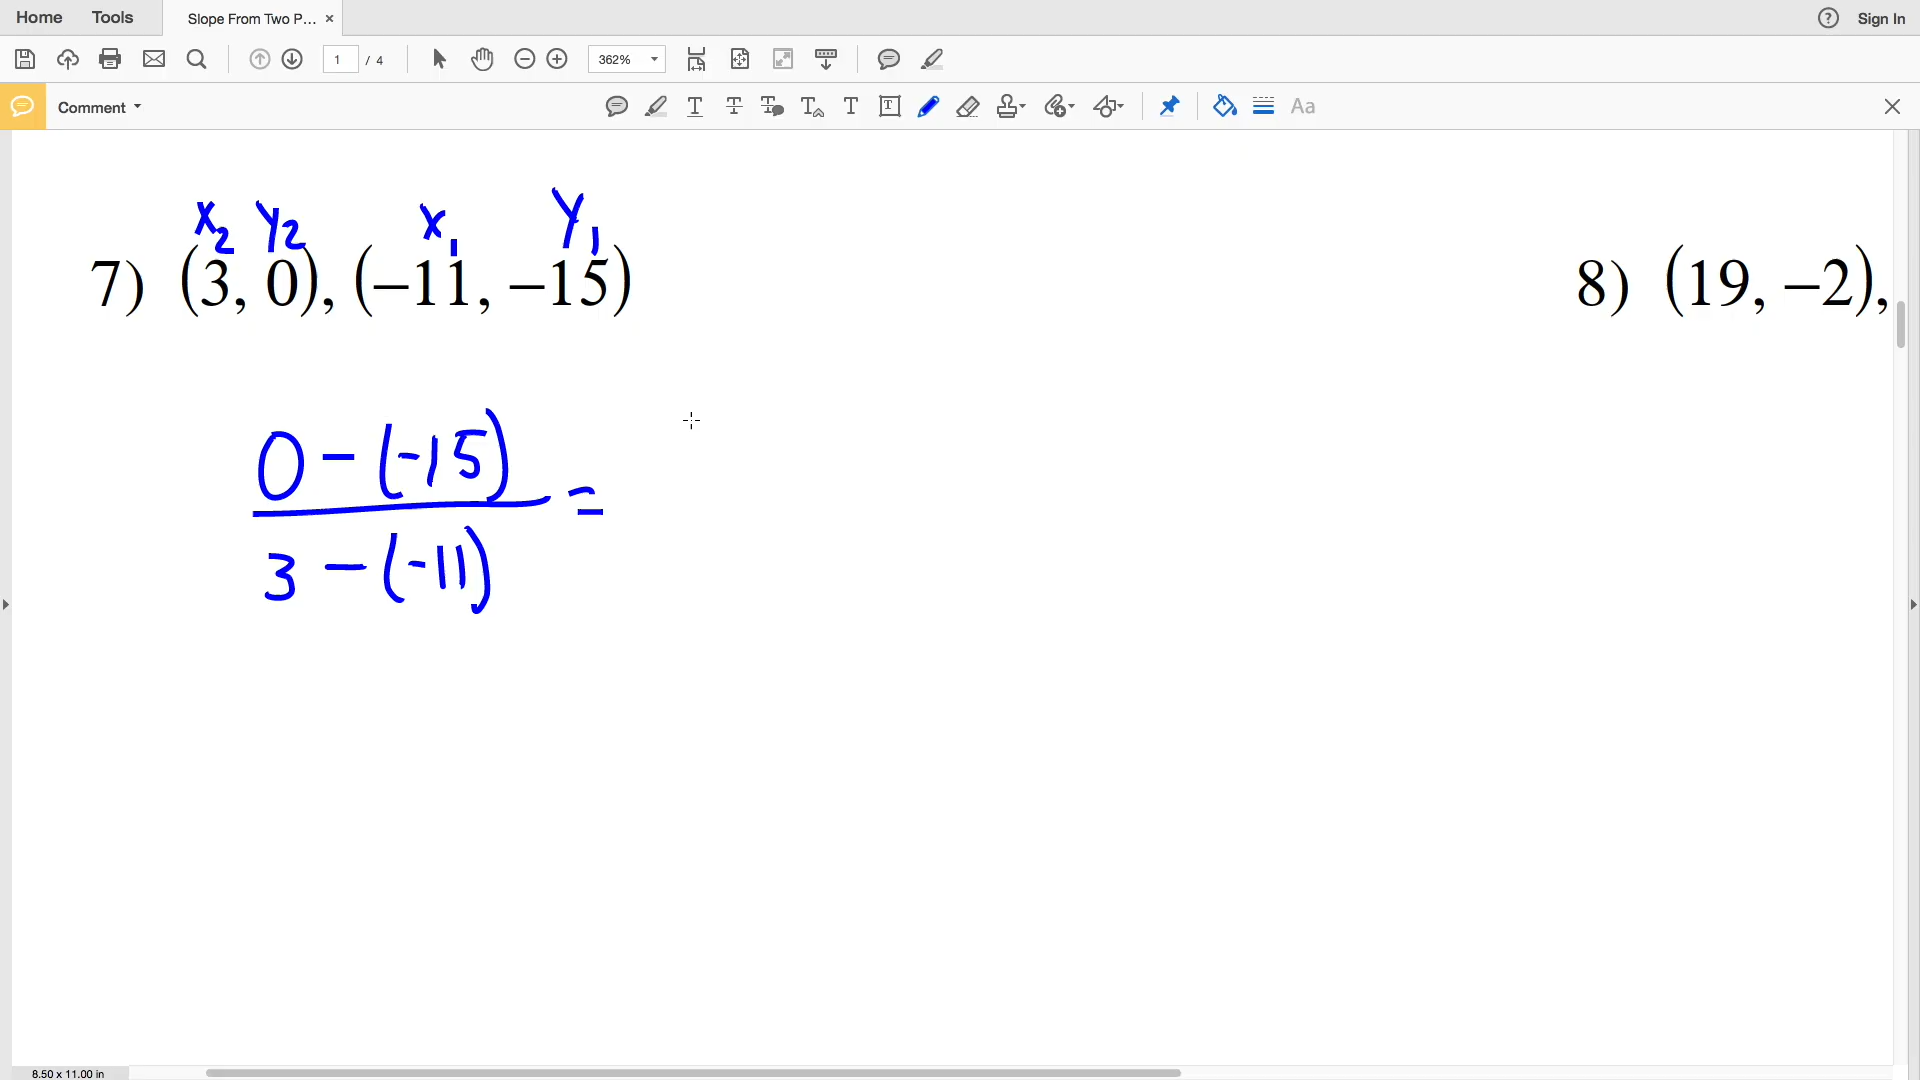 Home Tools Slope From Two P... × ? Sign In
1 / 4 362%
Comment Aa
X₂ Y₂ X₁ Y₁
7) (3, 0), (−11, −15)
8) (19, −2),
0 − (-15)
3 − (-11)
=
8.50 x 11.00 in